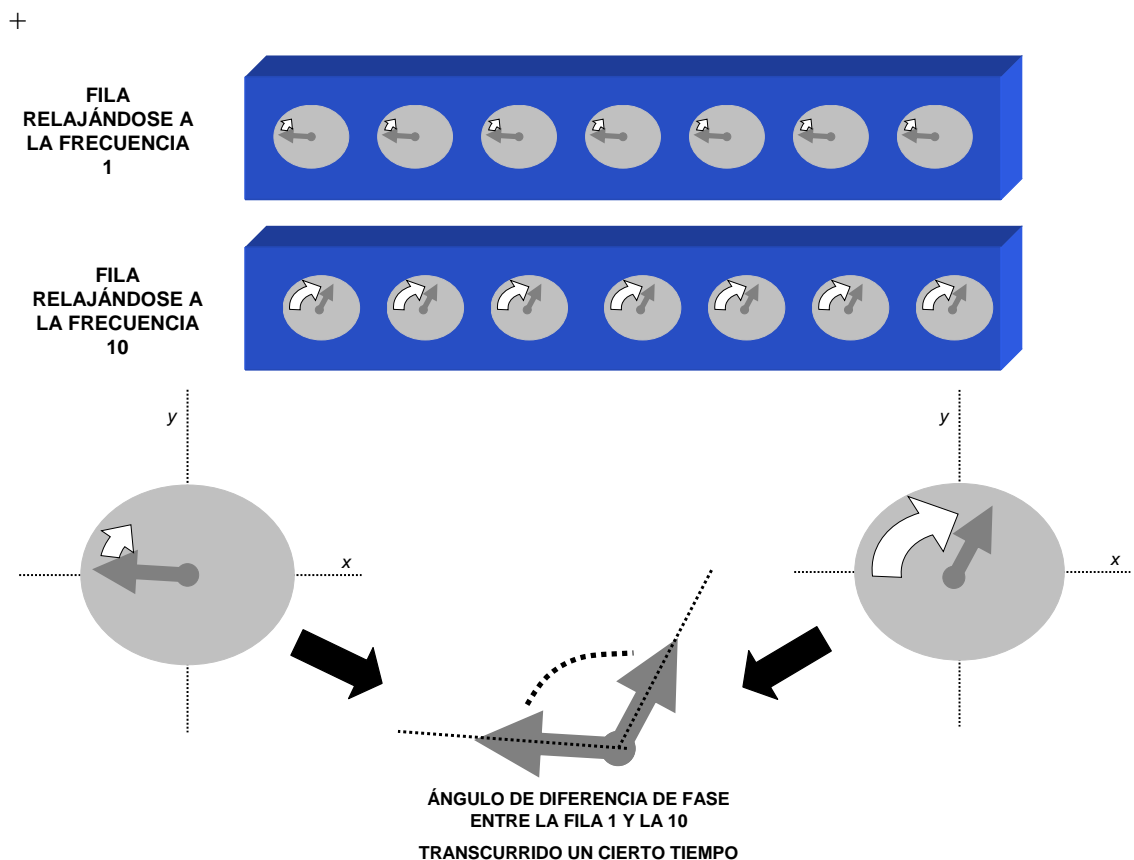 +
FILA
RELAJÁNDOSE A
LA FRECUENCIA
1
FILA
RELAJÁNDOSE A
LA FRECUENCIA
10
y
x
y
x
ÁNGULO DE DIFERENCIA DE FASE
ENTRE LA FILA 1 Y LA 10
TRANSCURRIDO UN CIERTO TIEMPO